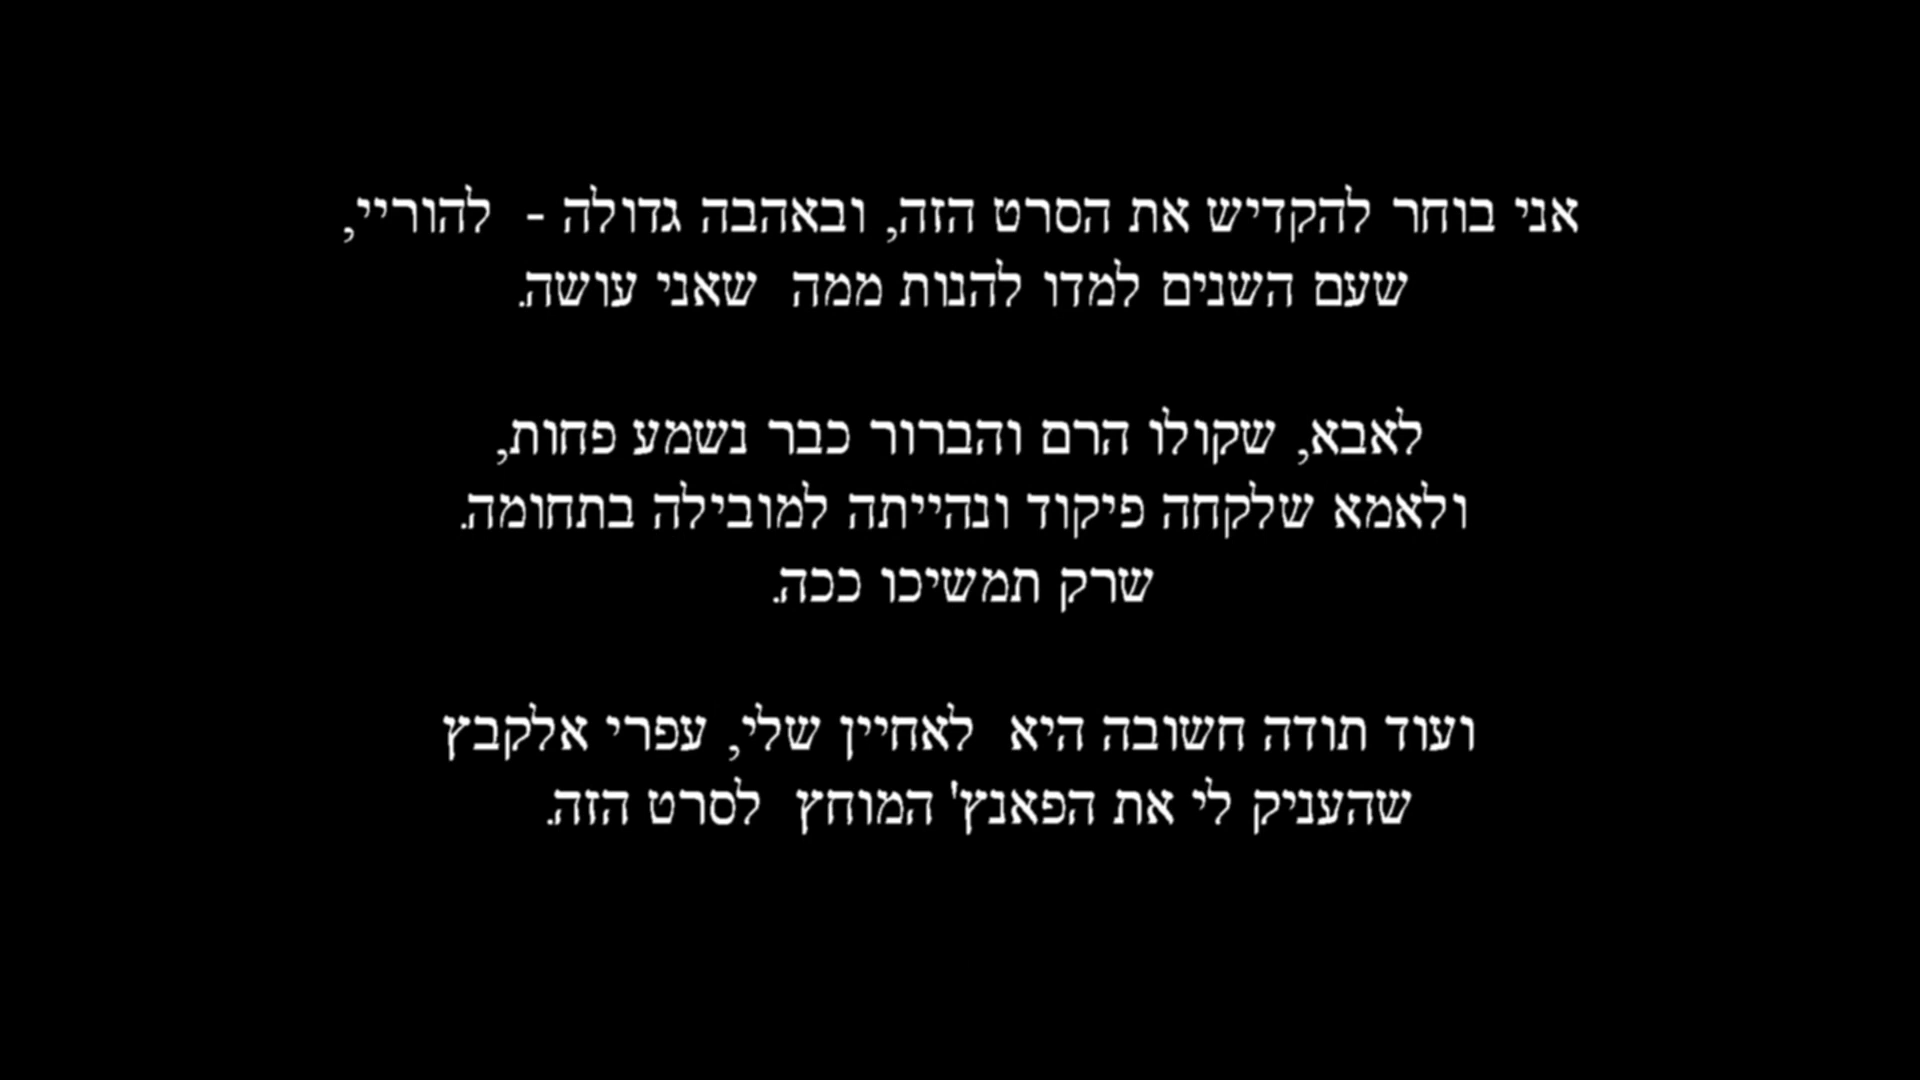 אני בוחר להקדיש את הסרט הזה, ובאהבה גדולה - להוריי,
שעם השנים למדו להנות ממה שאני עושה.
לאבא, שקולו הרם והברור כבר נשמע פחות,
ולאמא שלקחה פיקוד ונהייתה למובילה בתחומה.
שרק תמשיכו ככה.
ועוד תודה חשובה היא לאחיין שלי, עפרי אלקבץ
שהעניק לי את הפאנץ' המוחץ לסרט הזה.